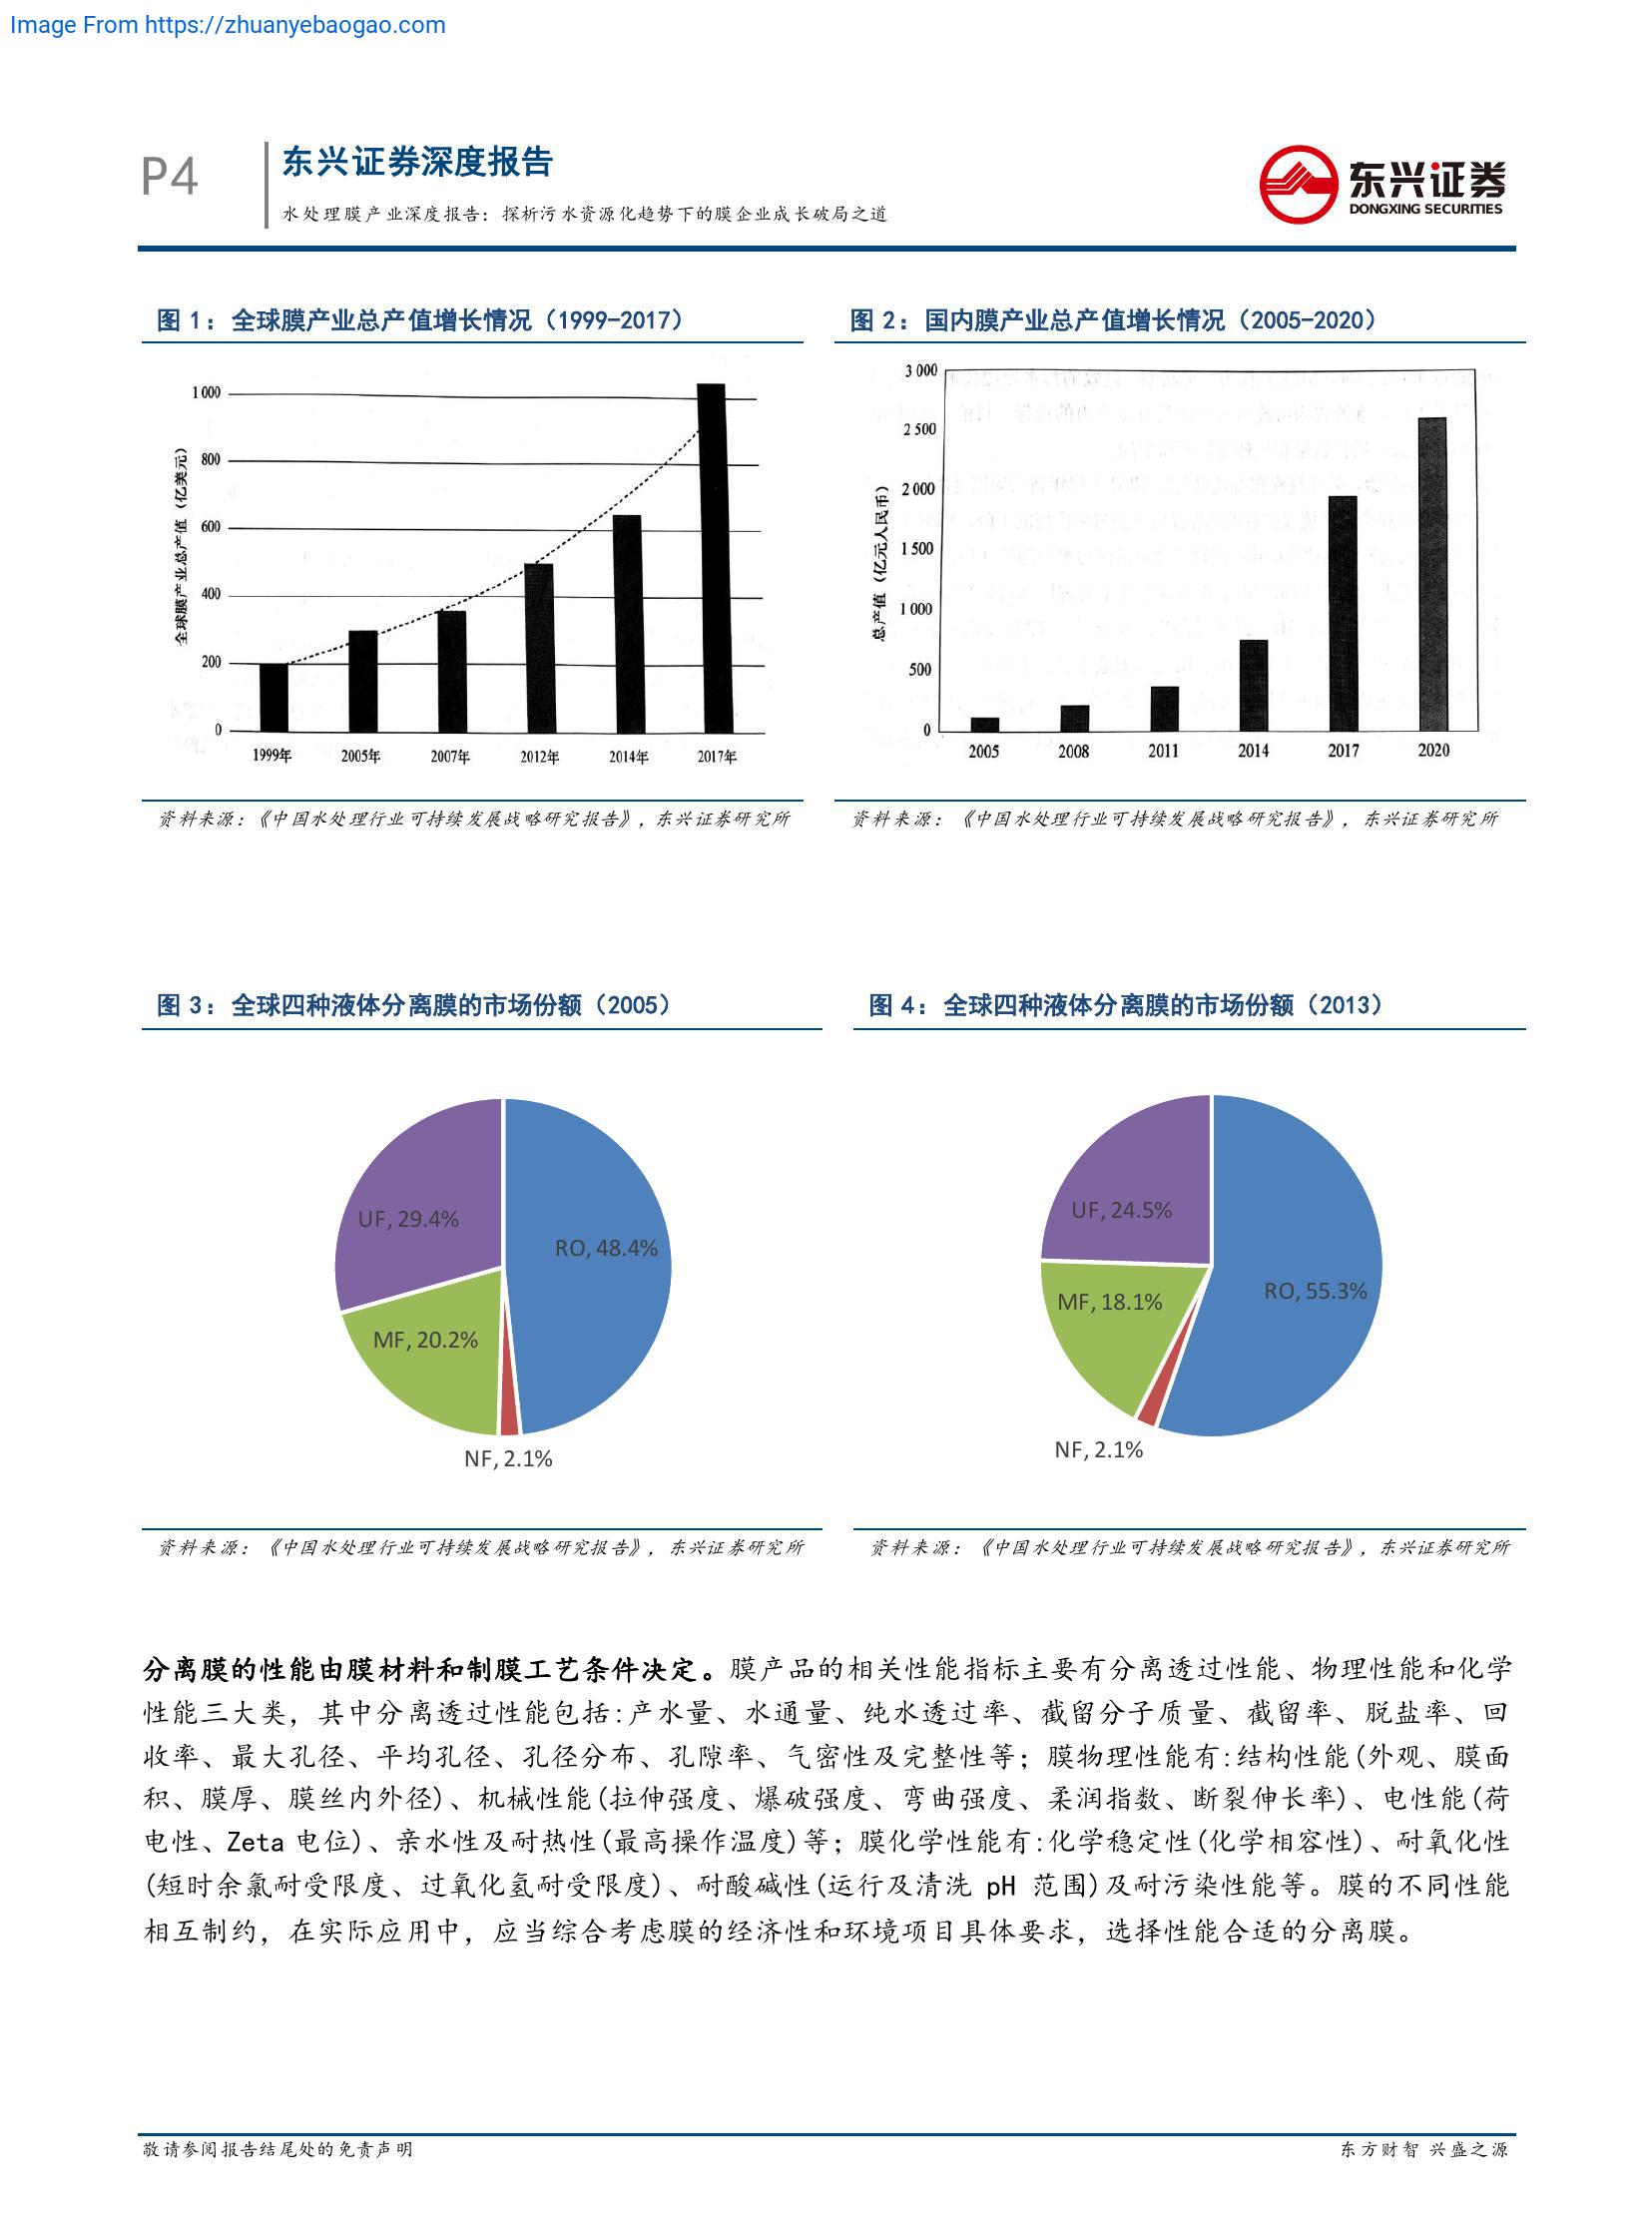 Image From https://zhuanyebaogao.com
P4
东兴证券深度报告
水处理膜产业深度报告：探析污水资源化趋势下的膜企业成长破局之道
东兴证券
DONGXING SECURITIES
图 1：全球膜产业总产值增长情况（1999-2017）
全球膜产业总产值（亿美元）
1 000
800
600
400
200
0
1999年 2005年 2007年 2012年 2014年 2017年
资料来源：《中国水处理行业可持续发展战略研究报告》，东兴证券研究所
图 2：国内膜产业总产值增长情况（2005-2020）
总产值（亿元人民币）
3 000
2 500
2 000
1 500
1 000
500
0
2005 2008 2011 2014 2017 2020
资料来源：《中国水处理行业可持续发展战略研究报告》，东兴证券研究所
图 3：全球四种液体分离膜的市场份额（2005）
UF, 29.4%
RO, 48.4%
MF, 20.2%
NF, 2.1%
资料来源：《中国水处理行业可持续发展战略研究报告》，东兴证券研究所
图 4：全球四种液体分离膜的市场份额（2013）
UF, 24.5%
RO, 55.3%
MF, 18.1%
NF, 2.1%
资料来源：《中国水处理行业可持续发展战略研究报告》，东兴证券研究所
分离膜的性能由膜材料和制膜工艺条件决定。膜产品的相关性能指标主要有分离透过性能、物理性能和化学
性能三大类，其中分离透过性能包括:产水量、水通量、纯水透过率、截留分子质量、截留率、脱盐率、回
收率、最大孔径、平均孔径、孔径分布、孔隙率、气密性及完整性等；膜物理性能有:结构性能(外观、膜面
积、膜厚、膜丝内外径)、机械性能(拉伸强度、爆破强度、弯曲强度、柔润指数、断裂伸长率)、电性能(荷
电性、Zeta 电位)、亲水性及耐热性(最高操作温度)等；膜化学性能有:化学稳定性(化学相容性)、耐氧化性
(短时余氯耐受限度、过氧化氢耐受限度)、耐酸碱性(运行及清洗 pH 范围)及耐污染性能等。膜的不同性能
相互制约，在实际应用中，应当综合考虑膜的经济性和环境项目具体要求，选择性能合适的分离膜。
敬请参阅报告结尾处的免责声明
东方财智 兴盛之源